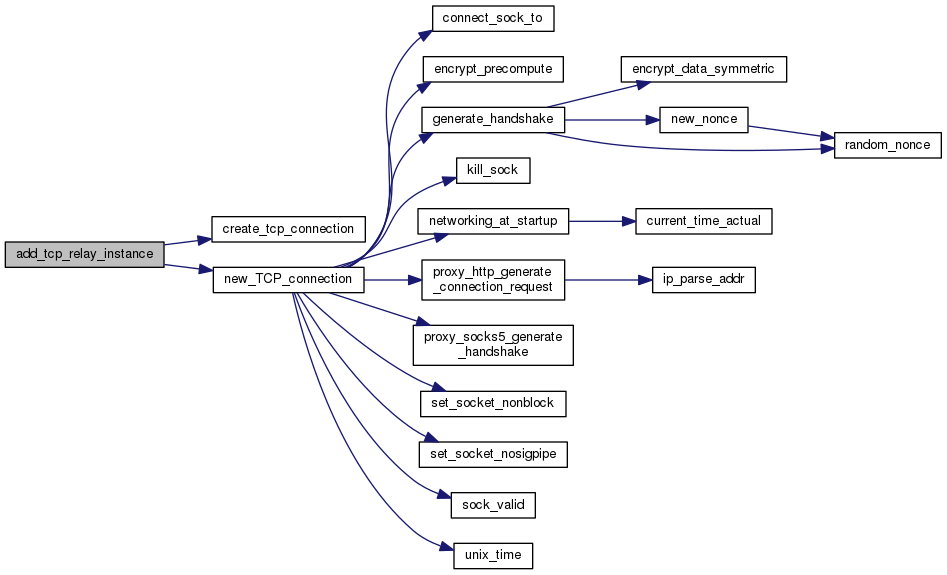 connect_sock_to
encrypt_precompute
encrypt_data_symmetric
generate_handshake
new_nonce
random_nonce
kill_sock
networking_at_startup
current_time_actual
create_tcp_connection
add_tcp_relay_instance
new_TCP_connection
proxy_http_generate
_connection_request
ip_parse_addr
proxy_socks5_generate
_handshake
set_socket_nonblock
set_socket_nosigpipe
sock_valid
unix_time